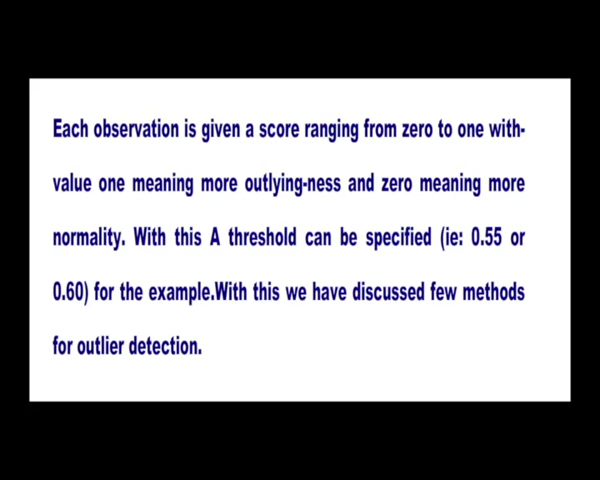 Each observation is given a score ranging from zero to one with-
value one meaning more outlying-ness and zero meaning more
normality. With this A threshold can be specified (ie: 0.55 or
0.60) for the example.With this we have discussed few methods
for outlier detection.